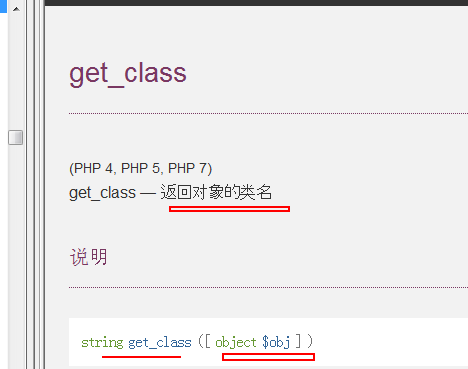 get_class
(PHP 4, PHP 5, PHP 7)
get_class — 返回对象的类名
说明
string get_class ([ object $obj ] )